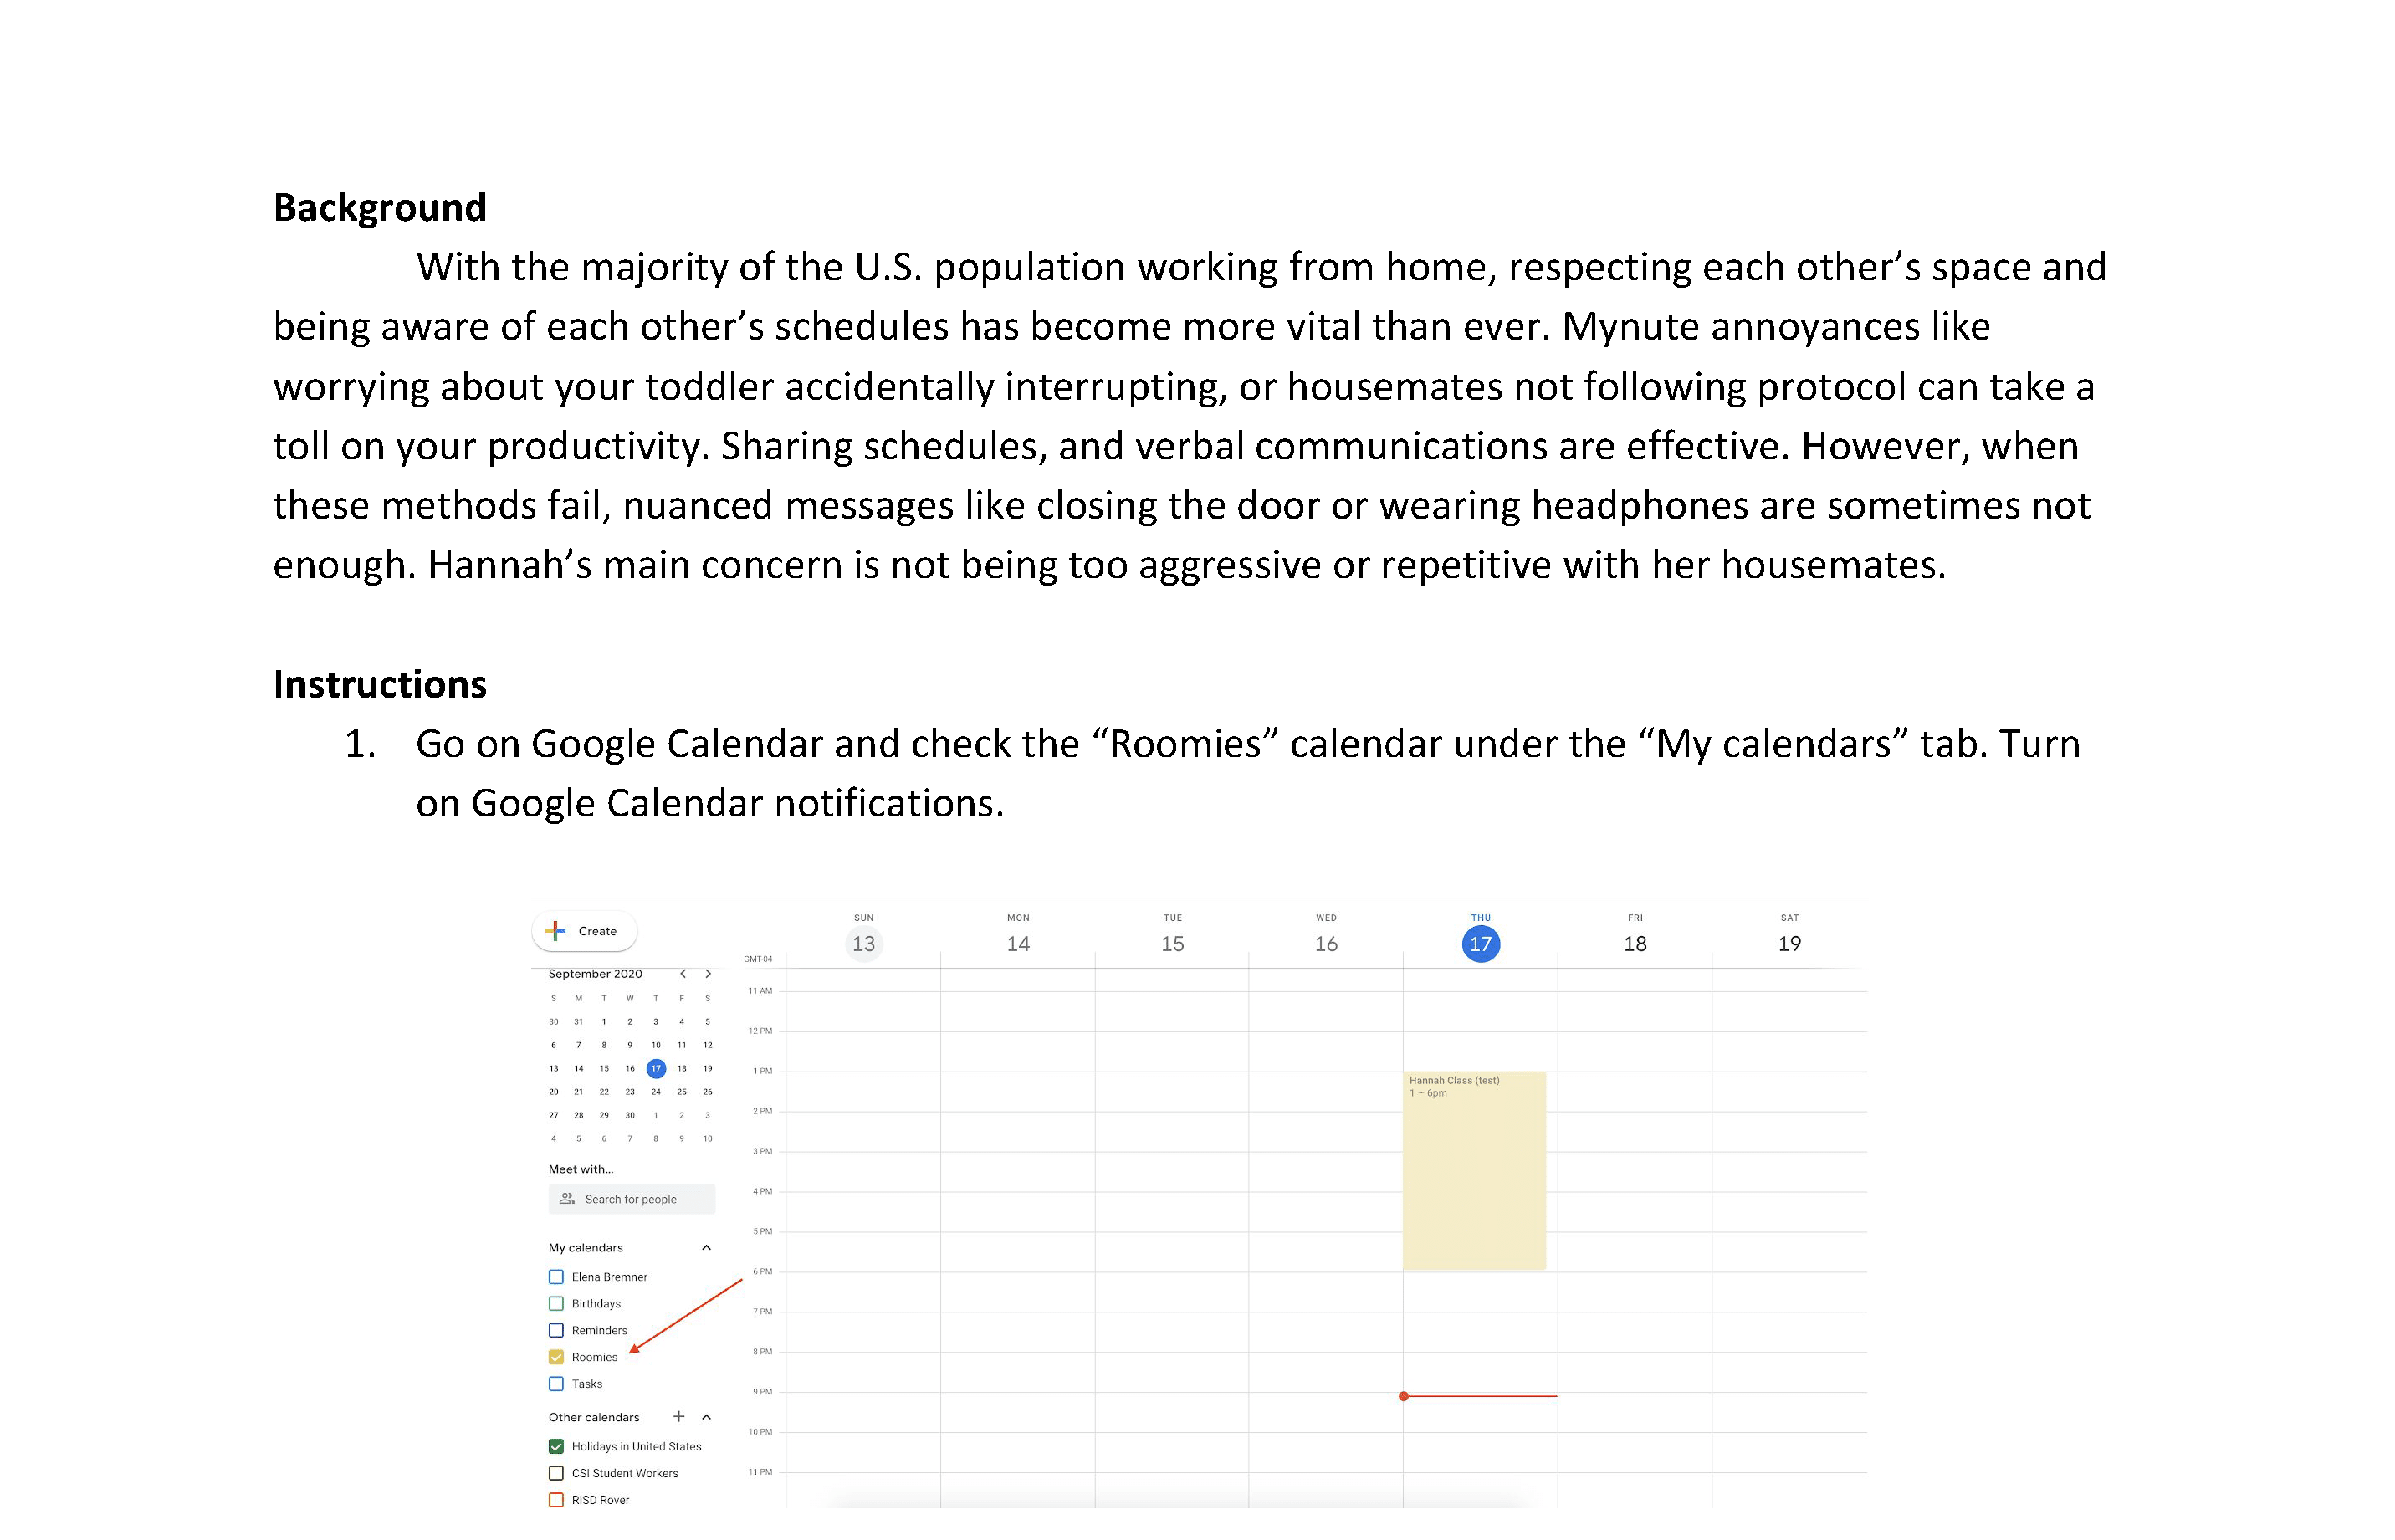 Background
With the majority of the U.S. population working from home, respecting each other’s space and
being aware of each other’s schedules has become more vital than ever. Mynute annoyances like
worrying about your toddler accidentally interrupting, or housemates not following protocol can take a
toll on your productivity. Sharing schedules, and verbal communications are effective. However, when
these methods fail, nuanced messages like closing the door or wearing headphones are sometimes not
enough. Hannah’s main concern is not being too aggressive or repetitive with her housemates.
Instructions
1. Go on Google Calendar and check the “Roomies” calendar under the “My calendars” tab. Turn
on Google Calendar notifications.
Create
September 2020 < >
S M T W T F S
30 31 1 2 3 4 5
6 7 8 9 10 11 12
13 14 15 16 17 18 19
20 21 22 23 24 25 26
27 28 29 30 1 2 3
4 5 6 7 8 9 10
Meet with...
Search for people
My calendars
Elena Bremner
Birthdays
Reminders
Roomies
Tasks
Other calendars +
Holidays in United States
CSI Student Workers
RISD Rover
SUN MON TUE WED THU FRI SAT
13 14 15 16 17 18 19
GMT-04
11 AM
12 PM
1 PM
Hannah Class (test)
1 – 6pm
2 PM
3 PM
4 PM
5 PM
6 PM
7 PM
8 PM
9 PM
10 PM
11 PM